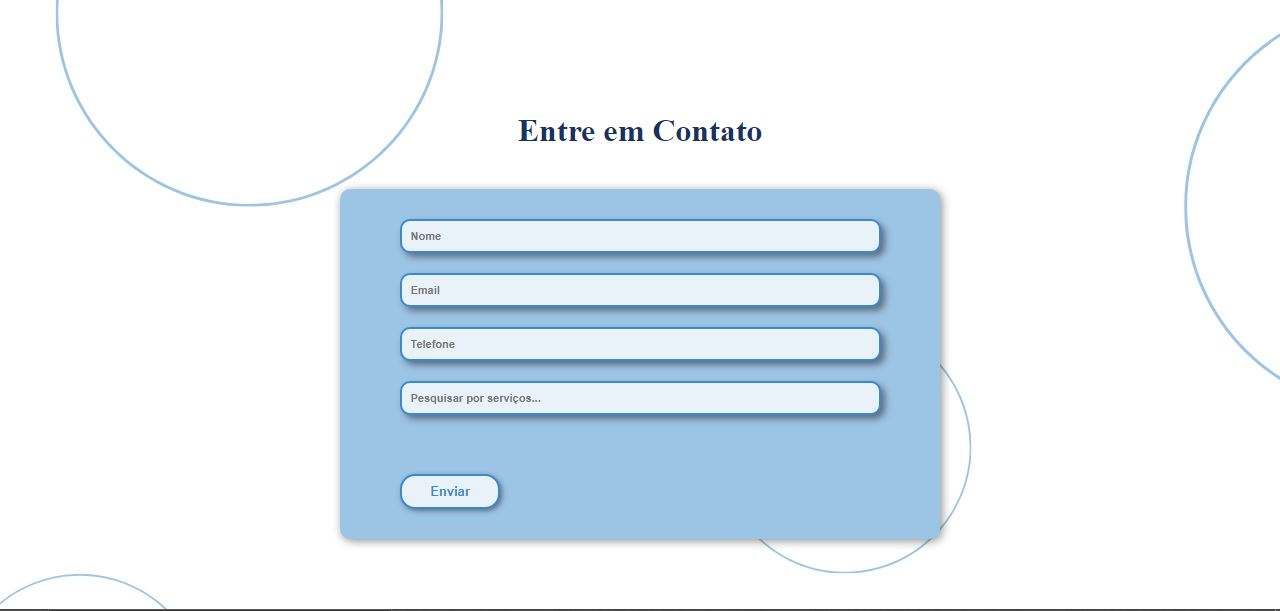 Entre em Contato
Nome
Email
Telefone
Pesquisar por serviços...
Enviar